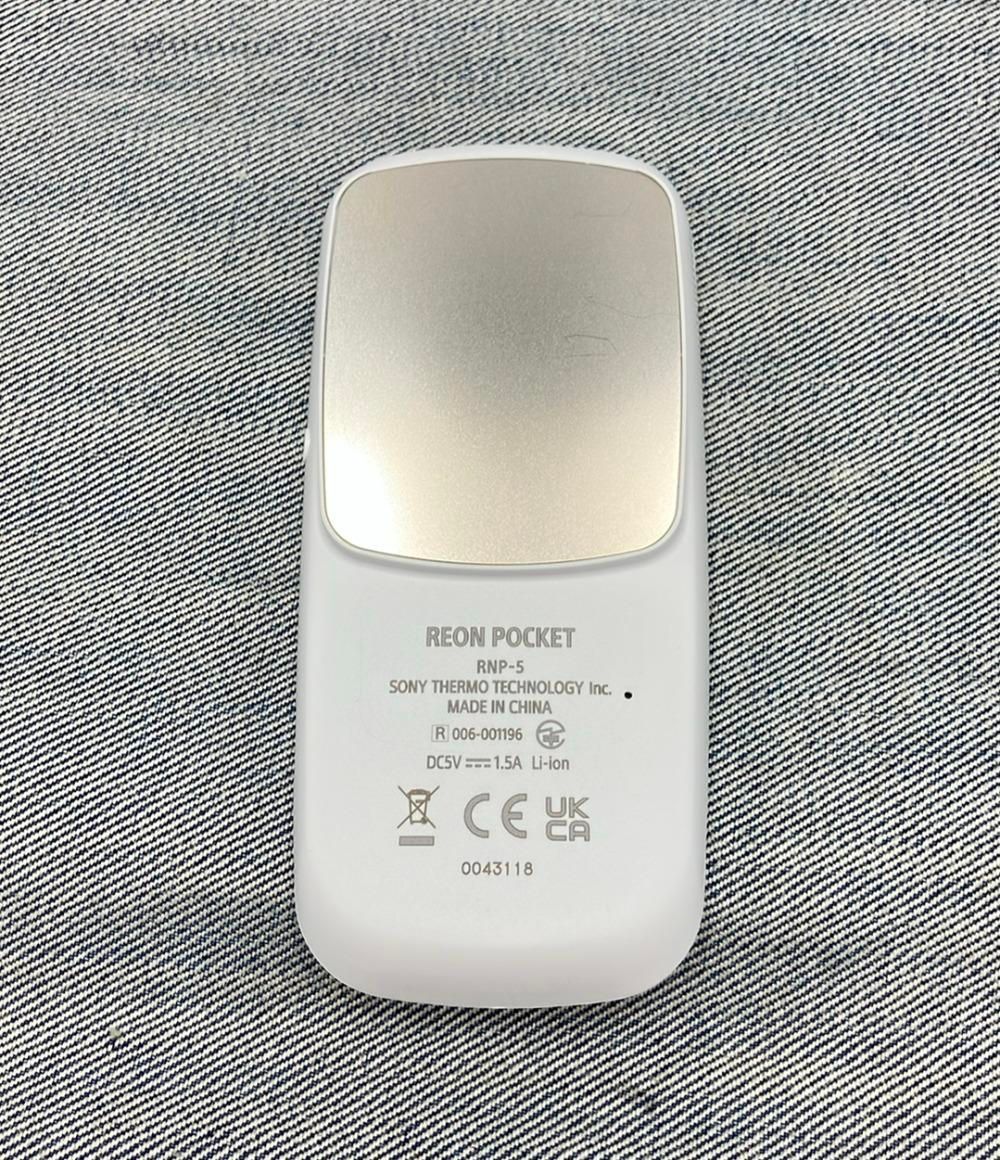 REON POCKET
RNP-5
SONY THERMO TECHNOLOGY Inc.
MADE IN CHINA
R 006-001196
DC5V ⎓ 1.5A Li-ion
CE UK CA
0043118